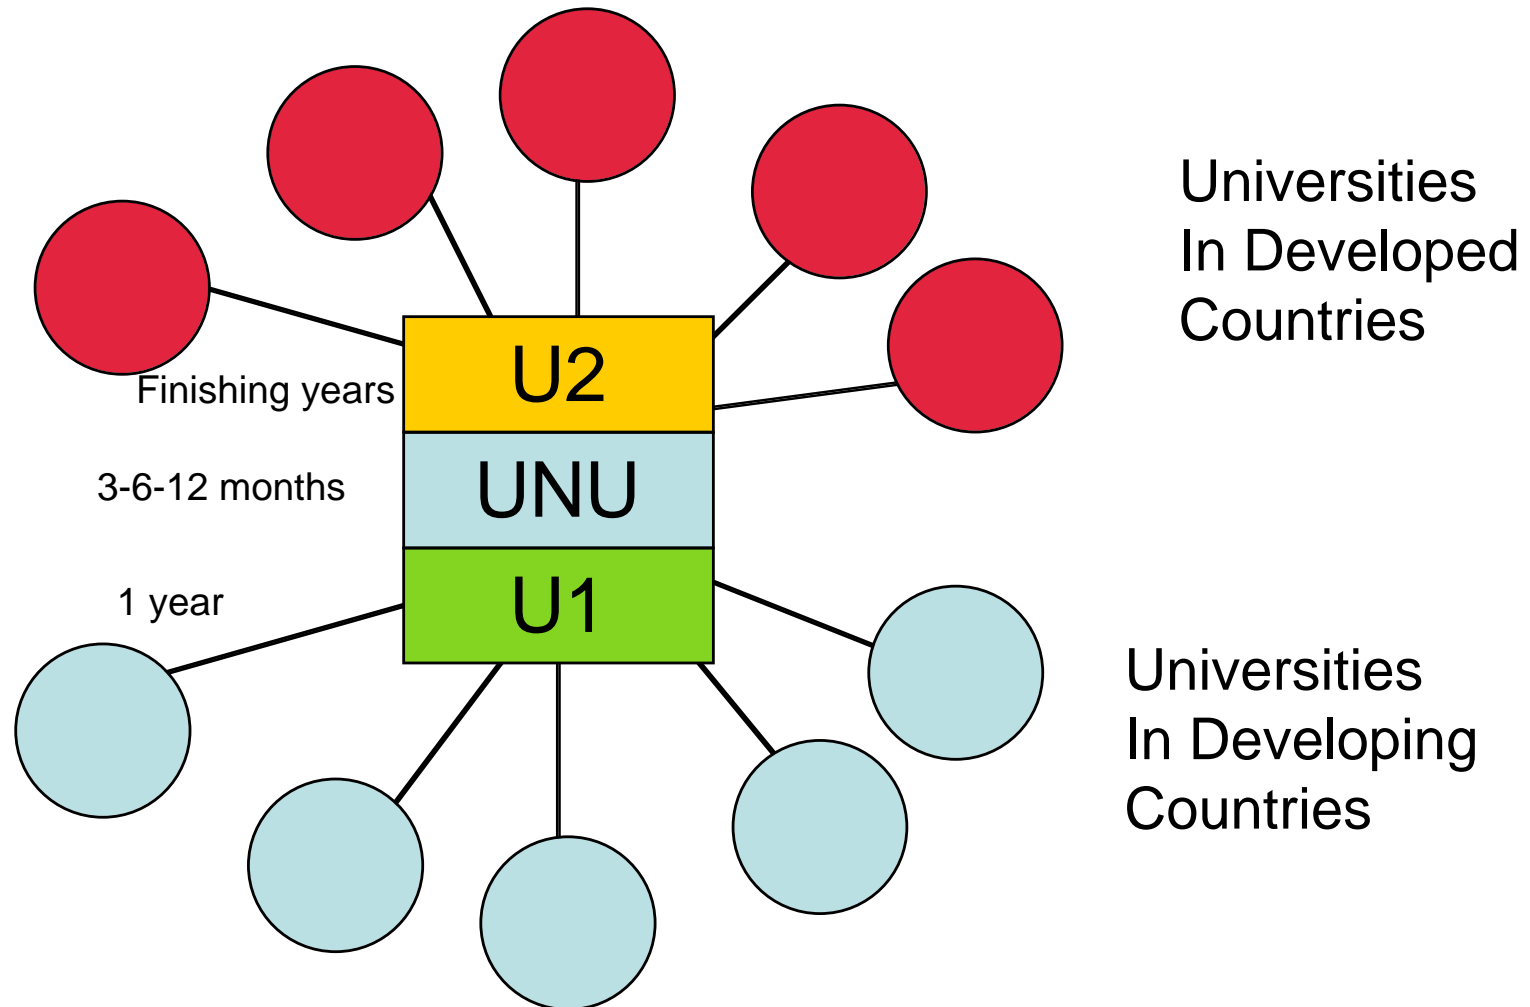 Universities
In Developed
Countries
U2
Finishing years
UNU
3-6-12 months
U1
1 year
Universities
In Developing
Countries